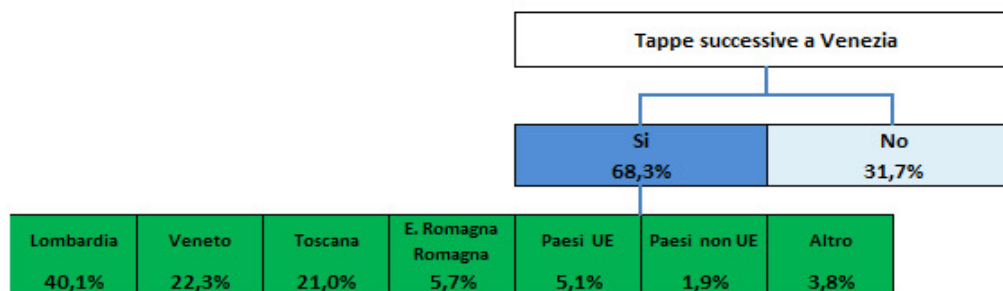 Tappe successive a Venezia
Si
No
68,3%
31,7%
Lombardia
Veneto
Toscana
E. Romagna
Romagna
Paesi UE
Paesi non UE
Altro
40,1%
22,3%
21,0%
5,7%
5,1%
1,9%
3,8%